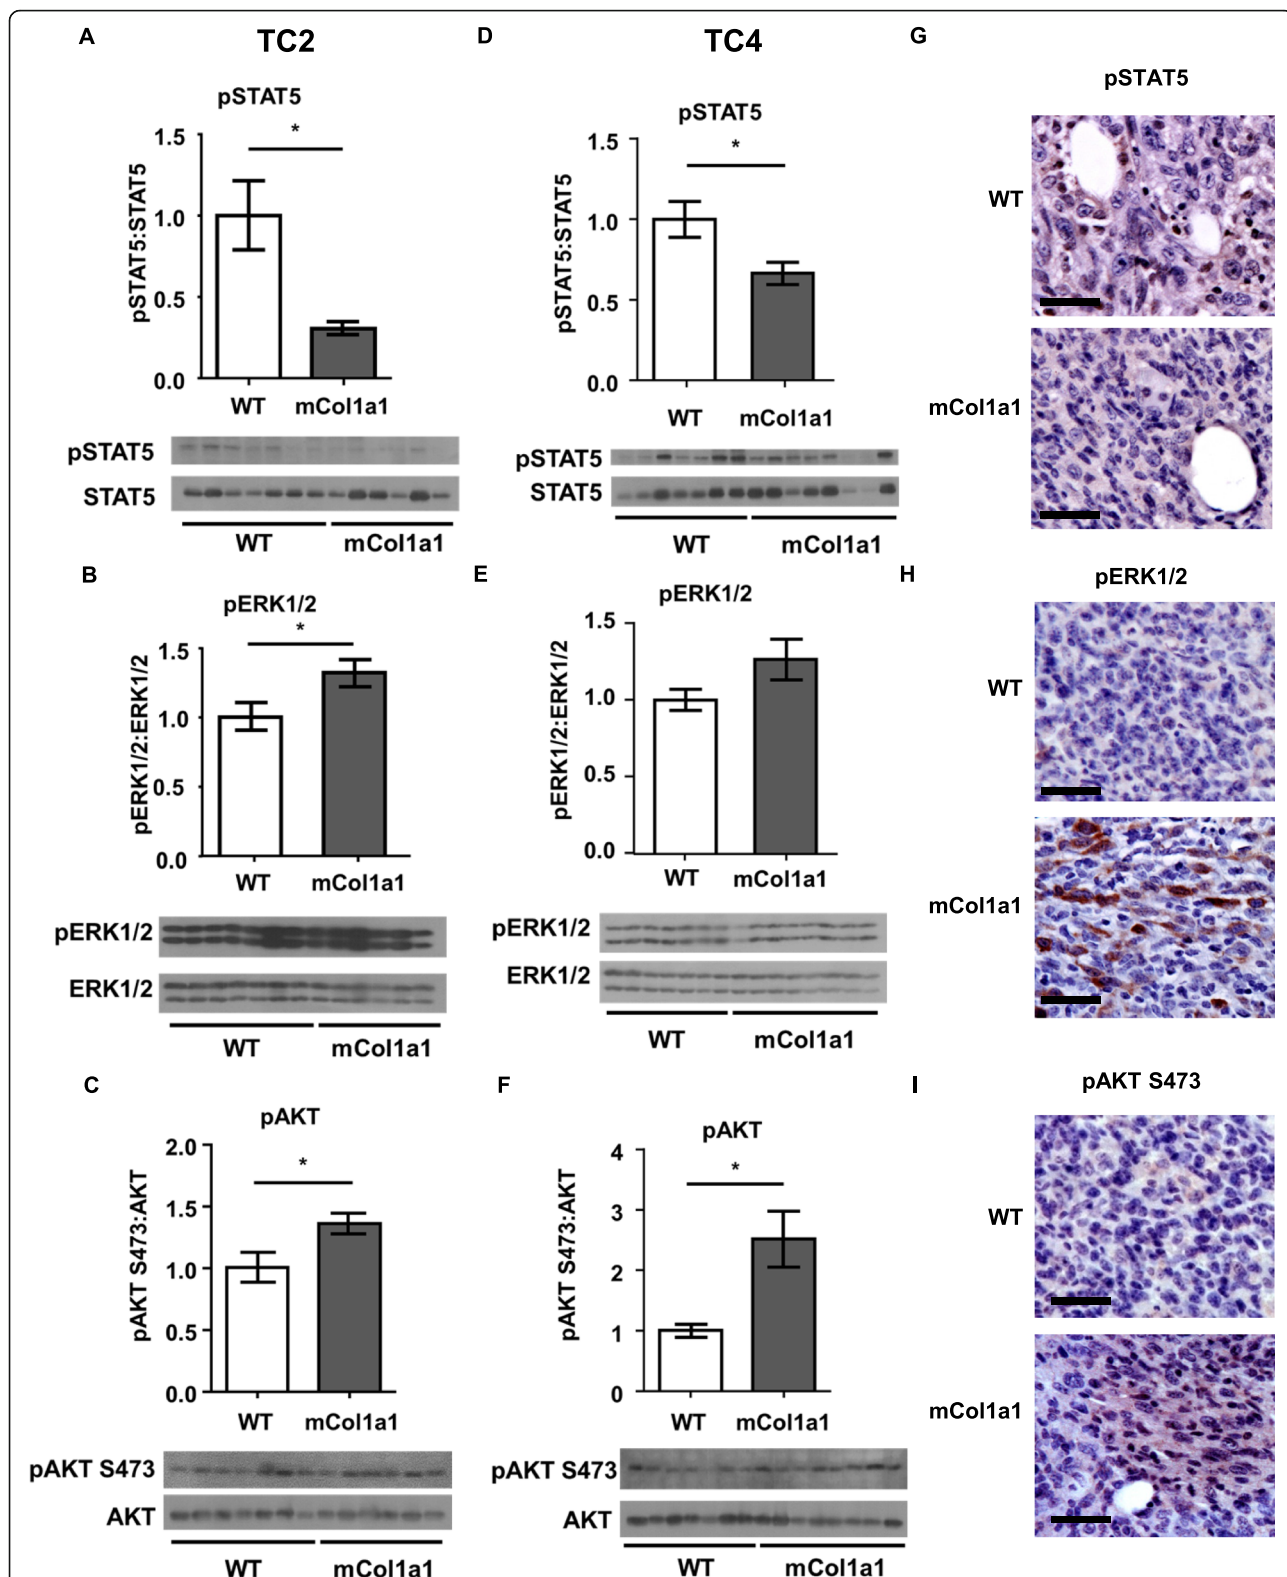 A
TC2
pSTAT5
*
pSTAT5:STAT5
1.5
1.0
0.5
0.0
WT mCol1a1
pSTAT5
STAT5
WT mCol1a1
B
pERK1/2
*
pERK1/2:ERK1/2
1.5
1.0
0.5
0.0
WT mCol1a1
pERK1/2
ERK1/2
WT mCol1a1
C
pAKT
*
pAKT S473:AKT
2.0
1.5
1.0
0.5
0.0
WT mCol1a1
pAKT S473
AKT
WT mCol1a1
D
TC4
pSTAT5
*
pSTAT5:STAT5
1.5
1.0
0.5
0.0
WT mCol1a1
pSTAT5
STAT5
WT mCol1a1
E
pERK1/2
pERK1/2:ERK1/2
1.5
1.0
0.5
0.0
WT mCol1a1
pERK1/2
ERK1/2
WT mCol1a1
F
pAKT
*
pAKT S473:AKT
4
3
2
1
0
WT mCol1a1
pAKT S473
AKT
WT mCol1a1
G
pSTAT5
WT
mCol1a1
H
pERK1/2
WT
mCol1a1
I
pAKT S473
WT
mCol1a1